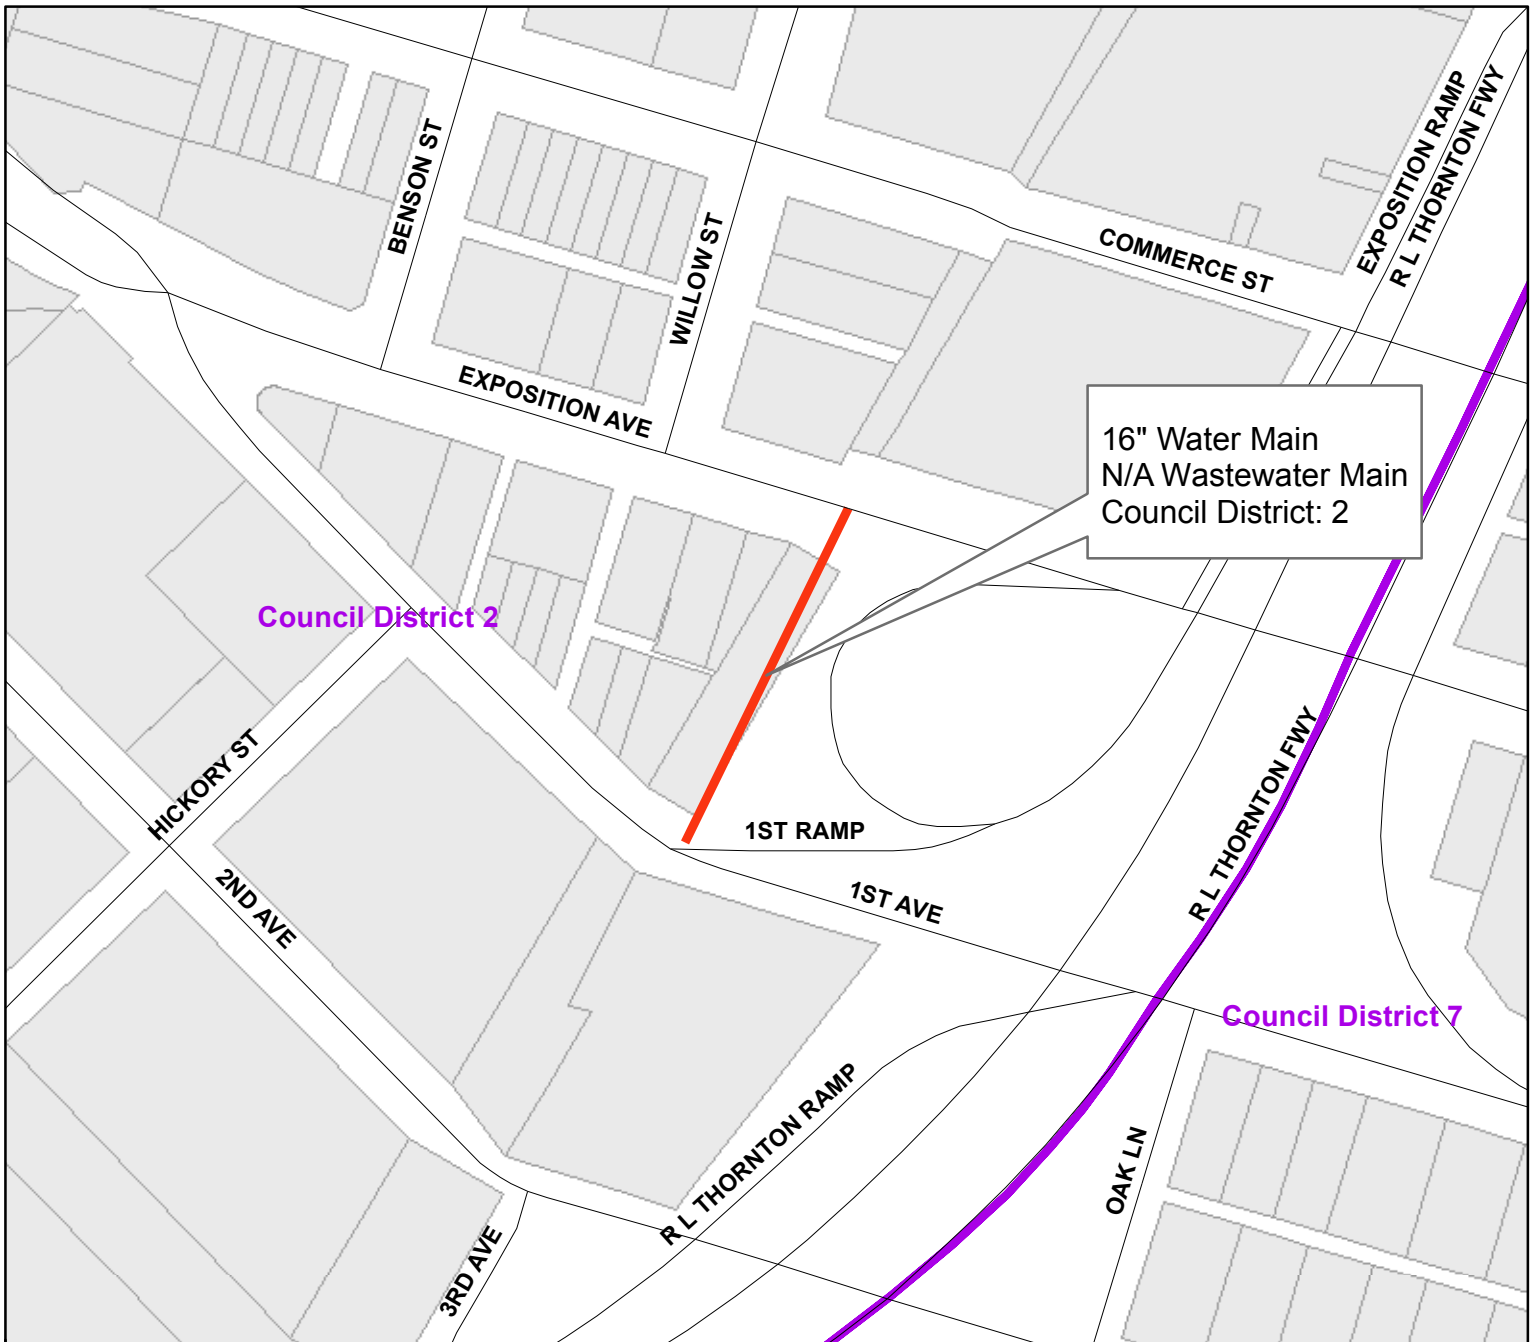 BENSON ST
WILLOW ST
EXPOSITION RAMP
R L THORNTON FWY
COMMERCE ST
EXPOSITION AVE
16" Water Main
N/A Wastewater Main
Council District: 2
Council District 2
HICKORY ST
2ND AVE
1ST RAMP
1ST AVE
R L THORNTON FWY
Council District 7
R L THORNTON RAMP
OAK LN
3RD AVE